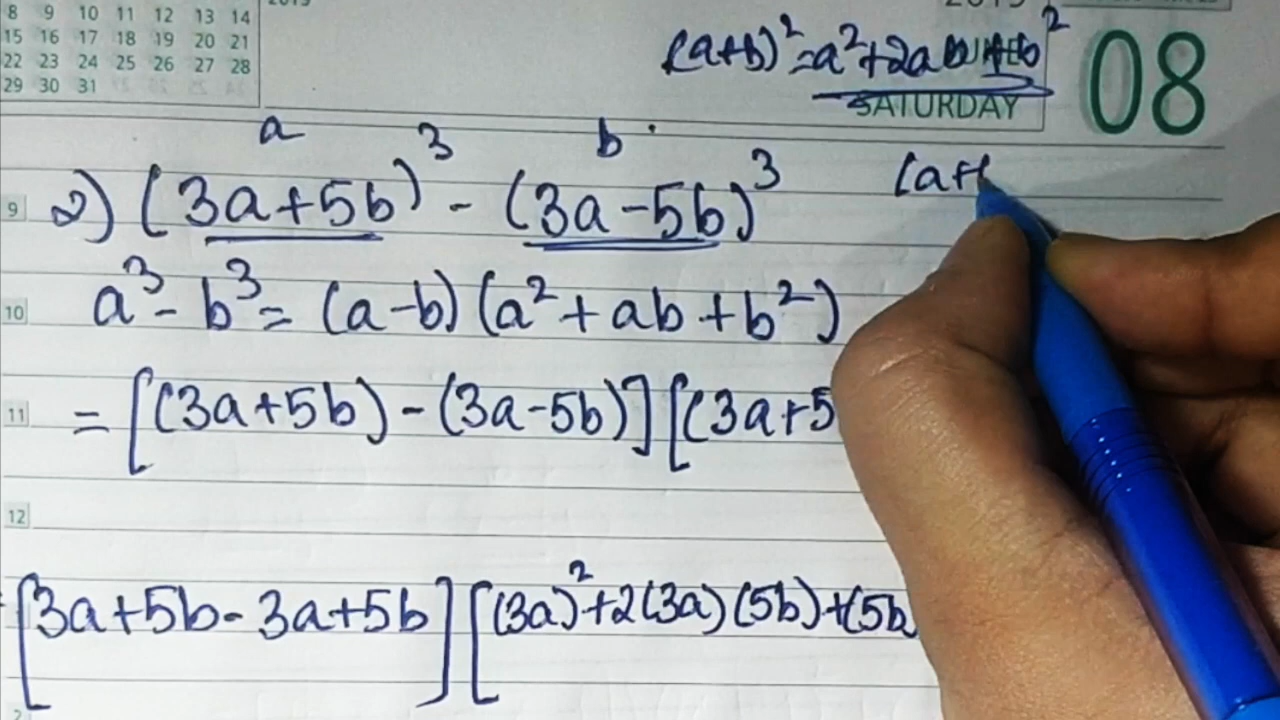 8 9 10 11 12 13 14
15 16 17 18 19 20 21
22 23 24 25 26 27 28
29 30 31
(a+b)² = a²+2ab+b²
08
SATURDAY
a b
2) (3a+5b)³ - (3a-5b)³ (a+
9
10 a³ - b³ = (a-b) (a² + ab + b²)
11 = [(3a+5b) - (3a-5b)] [(3a+5
12
[3a+5b - 3a+5b] [(3a)² + 2(3a)(5b) + (5b